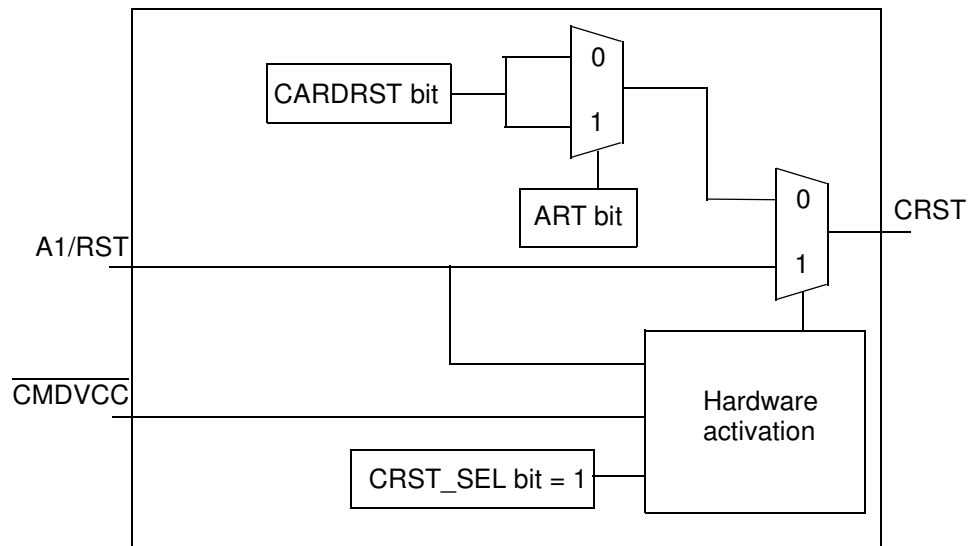 0
CARDRST bit
1
ART bit
0
CRST
A1/RST
1
CMDVCC
Hardware
activation
CRST_SEL bit = 1